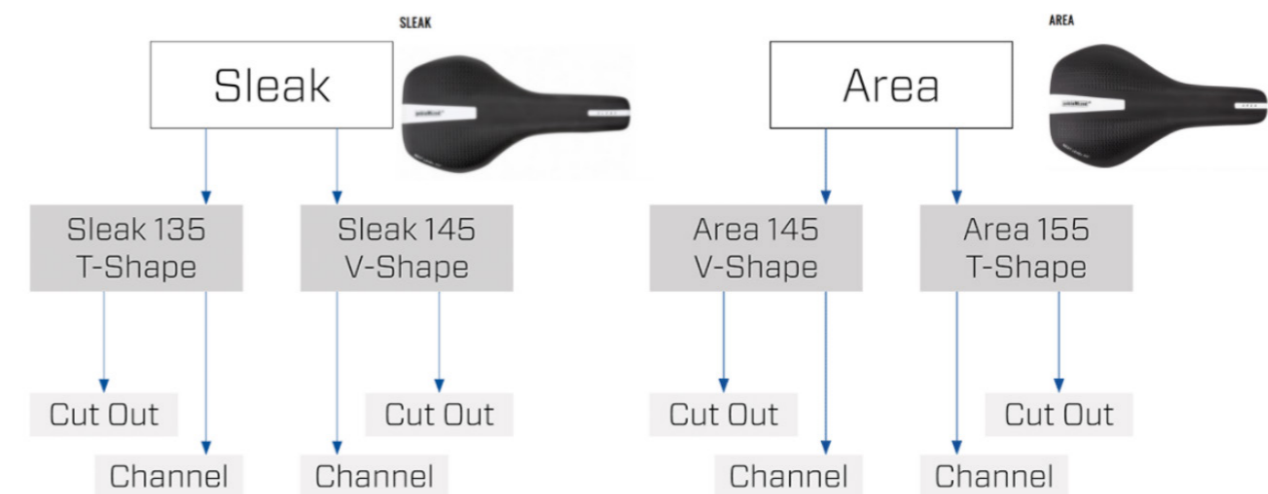 SLEAK
AREA
Sleak
Area
Sleak 135
T-Shape
Sleak 145
V-Shape
Area 145
V-Shape
Area 155
T-Shape
Cut Out
Cut Out
Cut Out
Cut Out
Channel
Channel
Channel
Channel